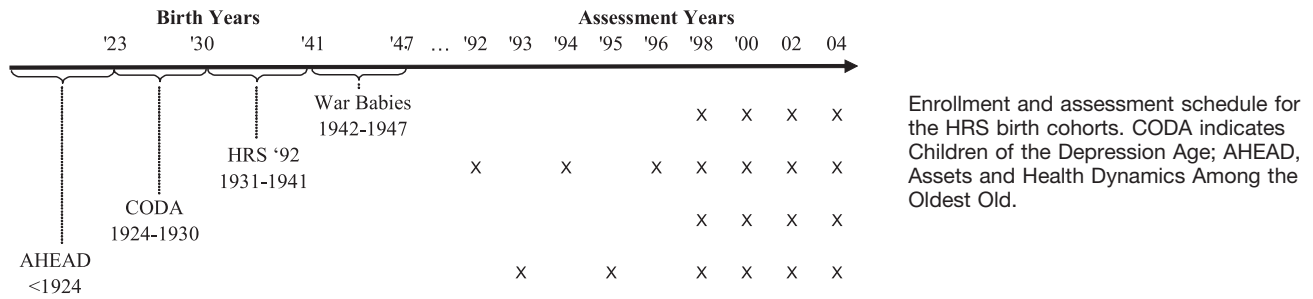 Birth Years Assessment Years
'23 '30 '41 '47 ... '92 '93 '94 '95 '96 '98 '00 02 04
War Babies
1942-1947
X X X X
HRS ‘92
1931-1941
X X X X X X X
CODA
1924-1930
X X X X
AHEAD
<1924
X X X X X X
Enrollment and assessment schedule for
the HRS birth cohorts. CODA indicates
Children of the Depression Age; AHEAD,
Assets and Health Dynamics Among the
Oldest Old.